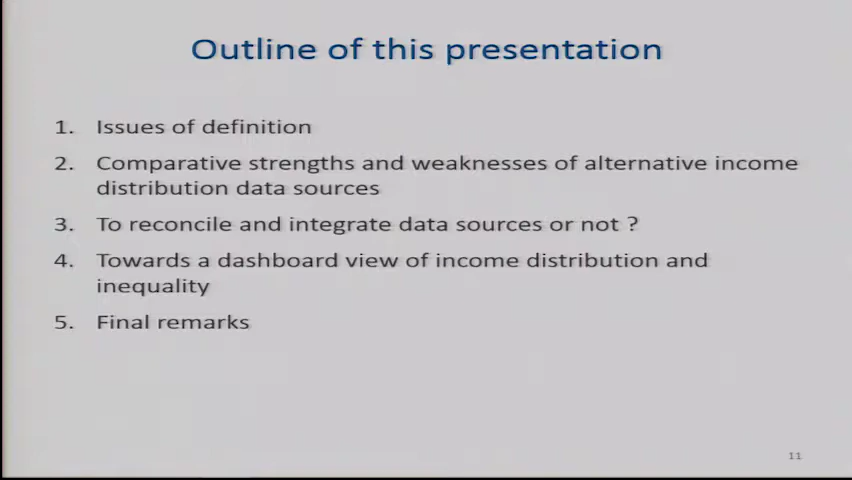 Outline of this presentation
1. Issues of definition
2. Comparative strengths and weaknesses of alternative income
distribution data sources
3. To reconcile and integrate data sources or not ?
4. Towards a dashboard view of income distribution and
inequality
5. Final remarks
11